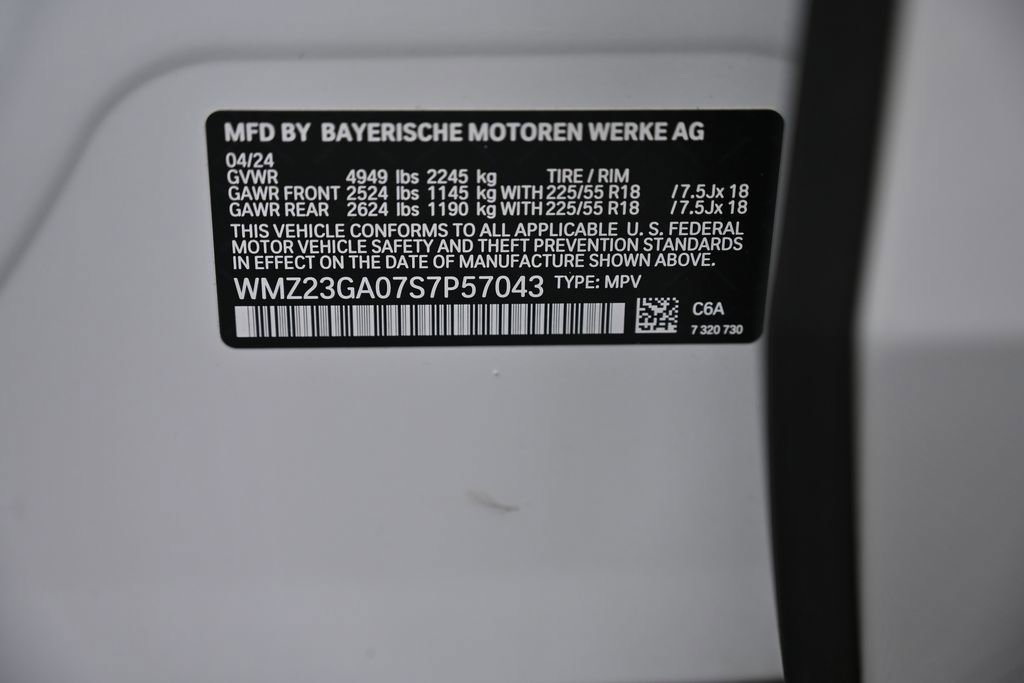 MFD BY BAYERISCHE MOTOREN WERKE AG
04/24
GVWR 4949 lbs 2245 kg TIRE / RIM
GAWR FRONT 2524 lbs 1145 kg WITH 225/55 R18 /7.5Jx 18
GAWR REAR 2624 lbs 1190 kg WITH 225/55 R18 /7.5Jx 18
THIS VEHICLE CONFORMS TO ALL APPLICABLE U. S. FEDERAL
MOTOR VEHICLE SAFETY AND THEFT PREVENTION STANDARDS
IN EFFECT ON THE DATE OF MANUFACTURE SHOWN ABOVE.
WMZ23GA07S7P57043 TYPE: MPV
C6A
7 320 730